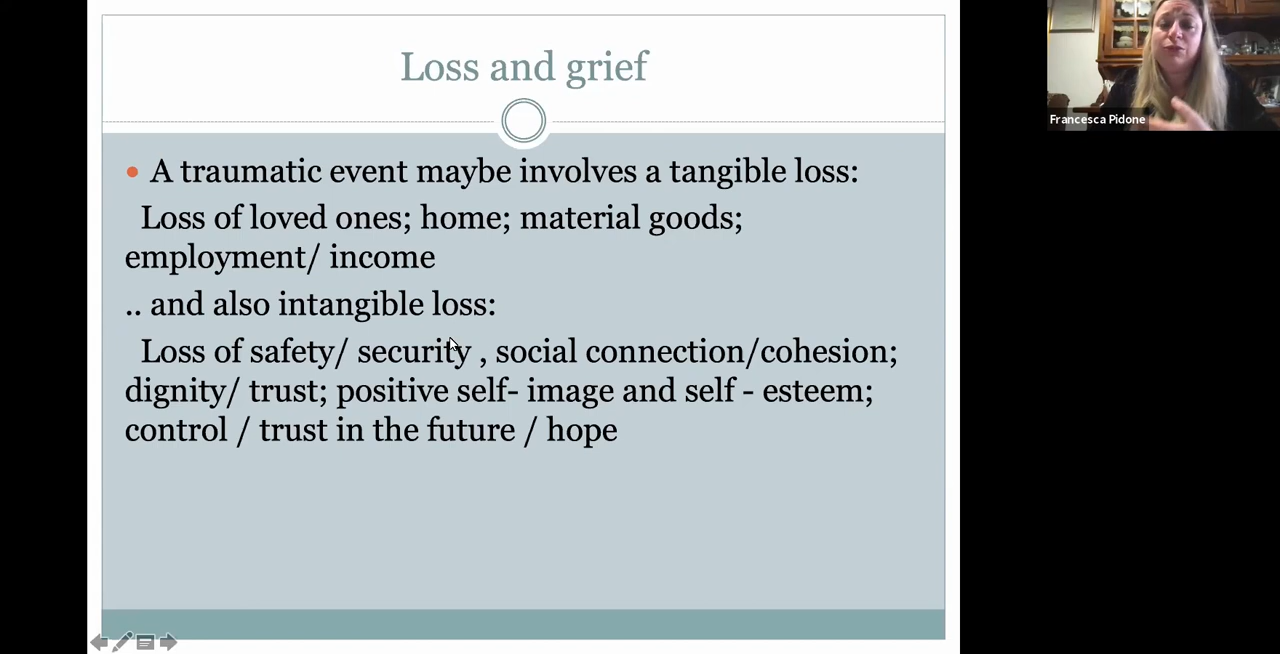 Loss and grief
Francesca Pidone
A traumatic event maybe involves a tangible loss:
Loss of loved ones; home; material goods;
employment/ income
.. and also intangible loss:
Loss of safety/ security , social connection/cohesion;
dignity/ trust; positive self- image and self - esteem;
control / trust in the future / hope